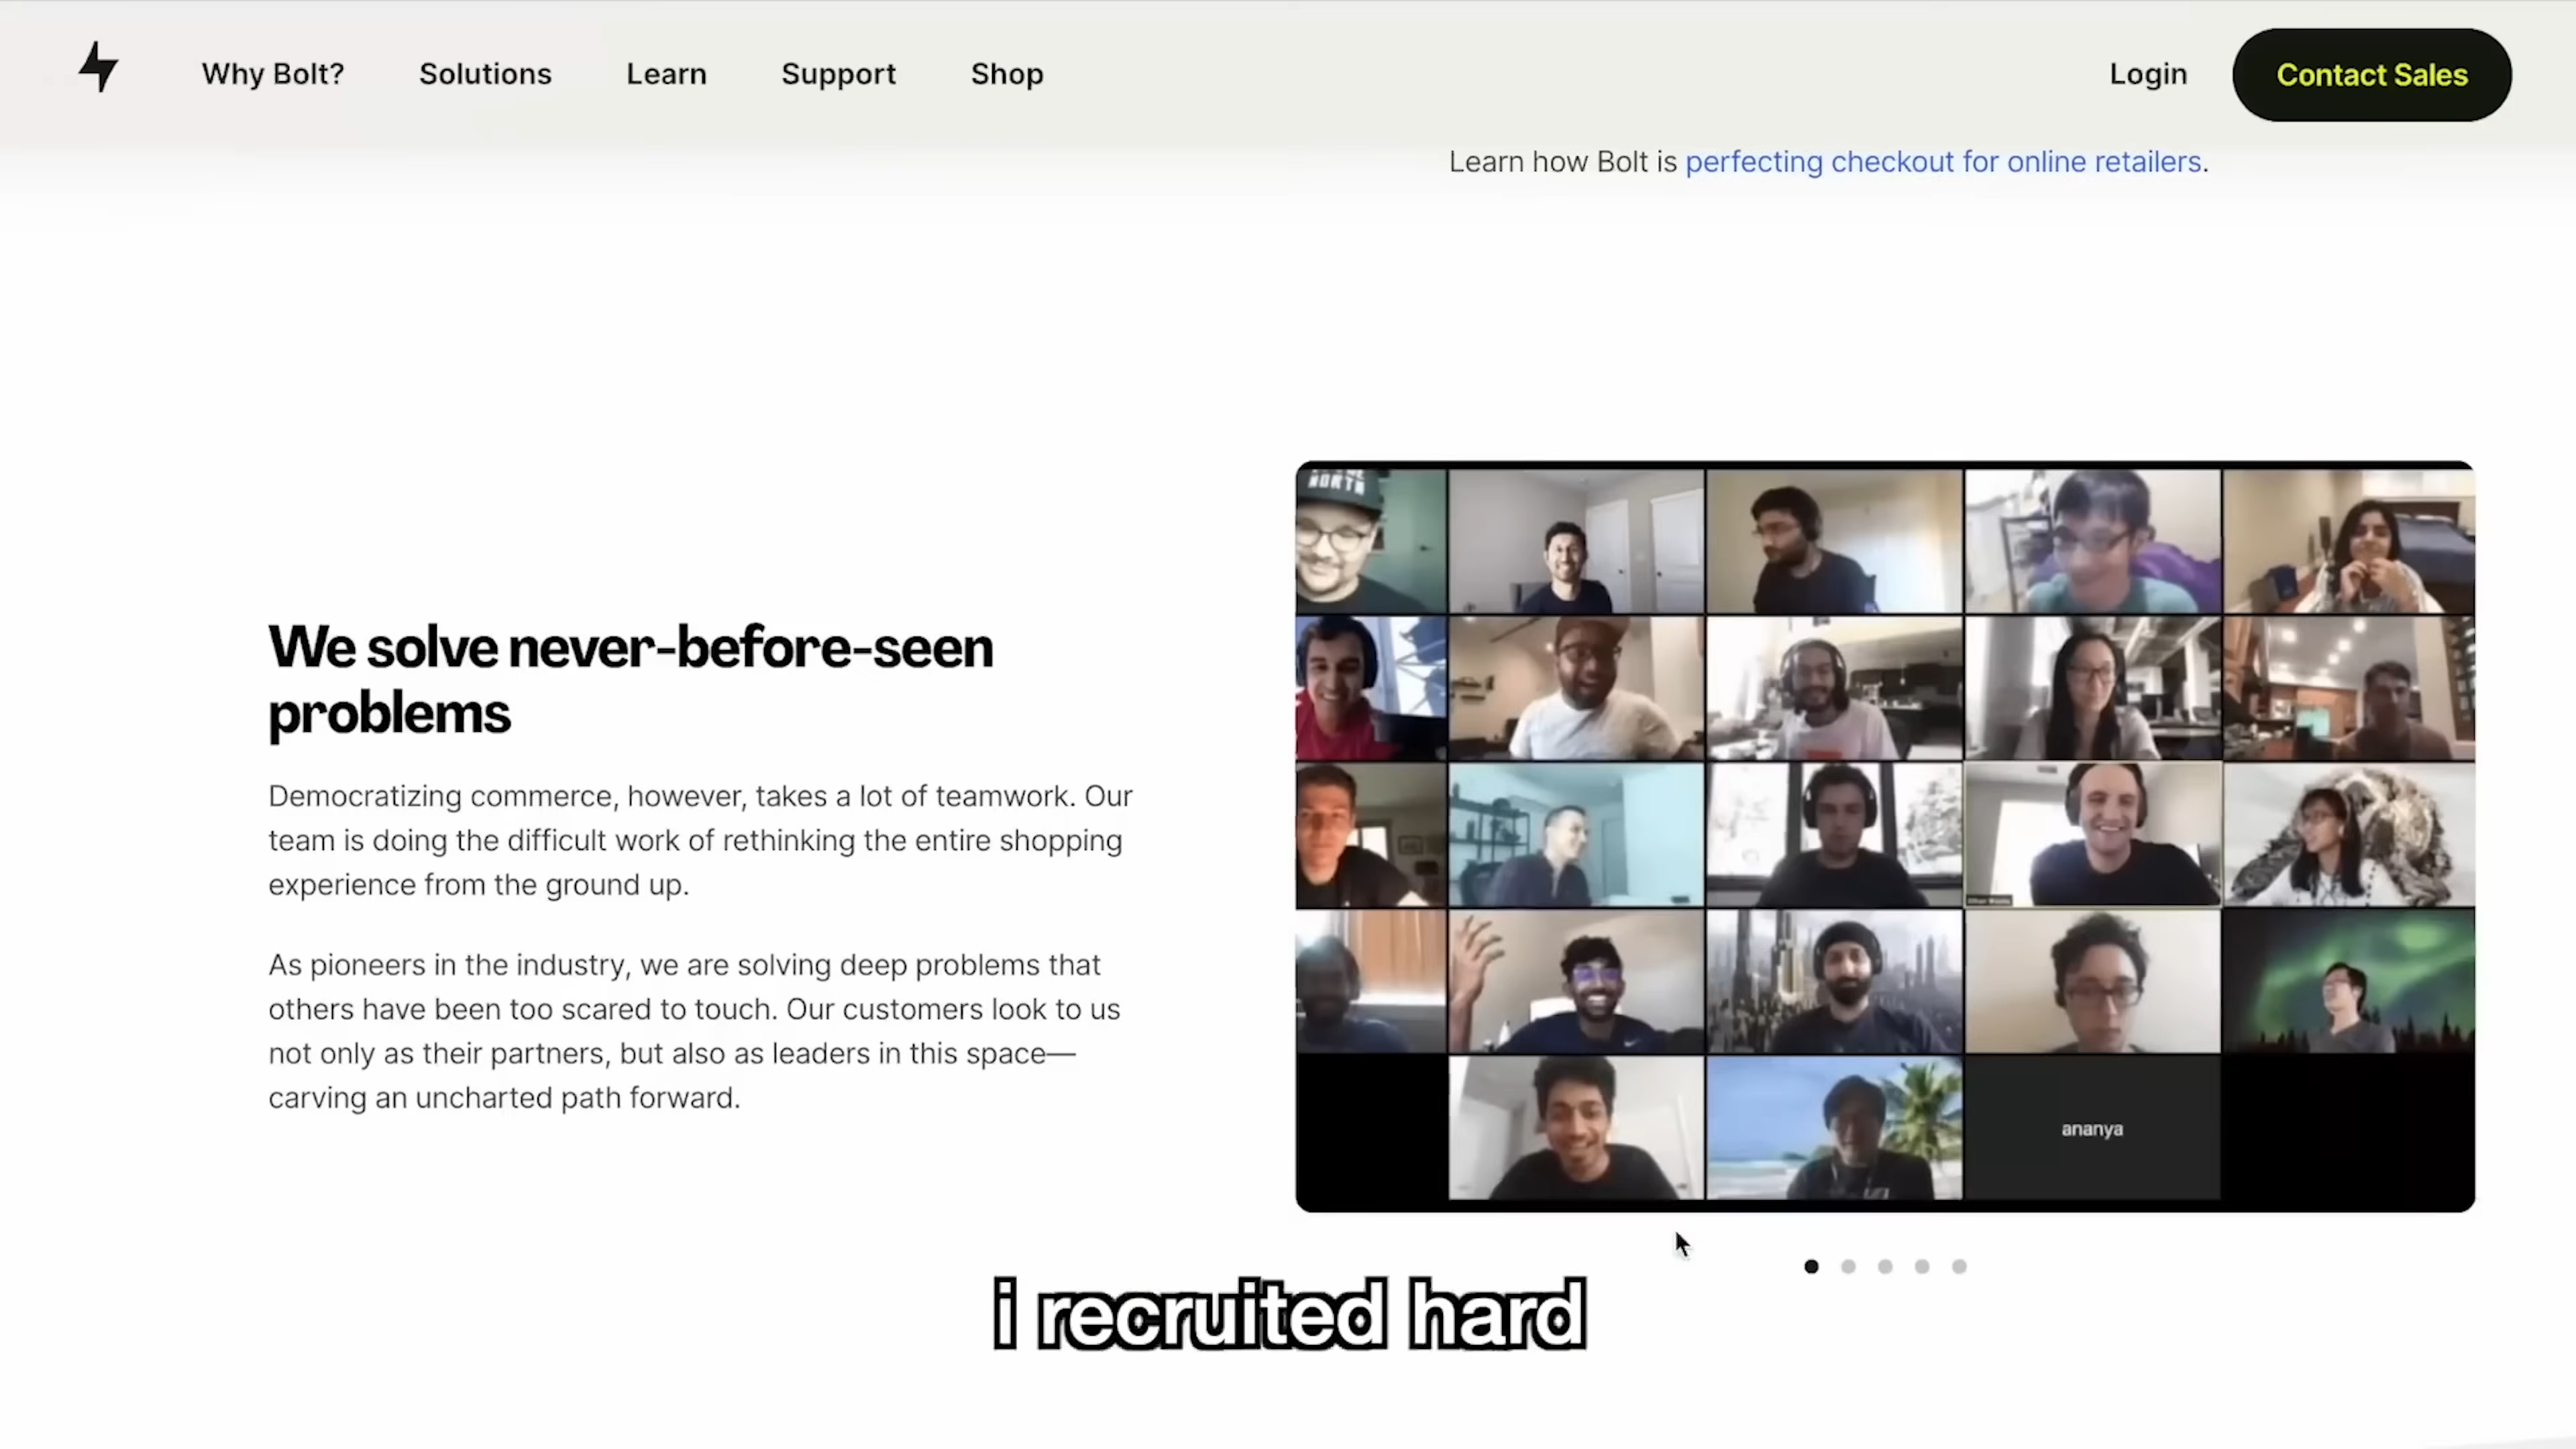 Why Bolt?
Solutions
Learn
Support
Shop
Login
Contact Sales
Learn how Bolt is perfecting checkout for online retailers.
We solve never-before-seen
problems
Democratizing commerce, however, takes a lot of teamwork. Our
team is doing the difficult work of rethinking the entire shopping
experience from the ground up.
As pioneers in the industry, we are solving deep problems that
others have been too scared to touch. Our customers look to us
not only as their partners, but also as leaders in this space—
carving an uncharted path forward.
NORTH
ananya
i recruited hard